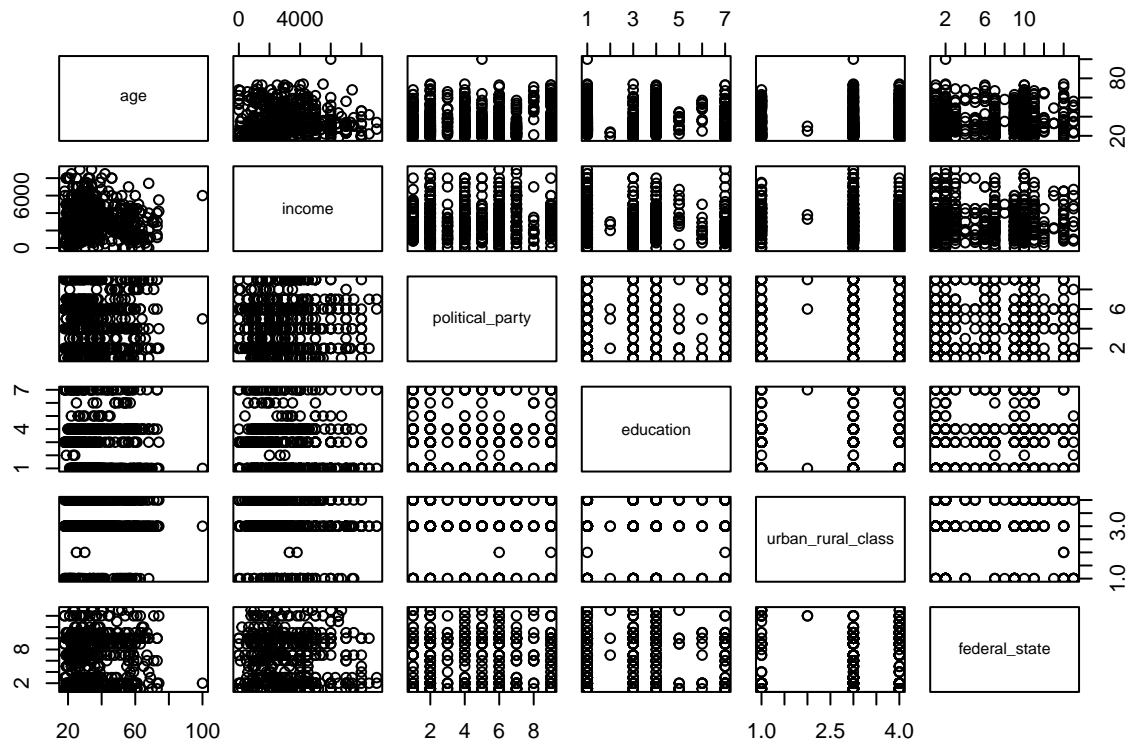 0 4000 1 3 5 7 2 6 10
age
20 80
0 6000
income
political_party
2 6
1 4 7
education
urban_rural_class
1.0 3.0
2 8
federal_state
20 60 100 2 4 6 8 1.0 2.5 4.0